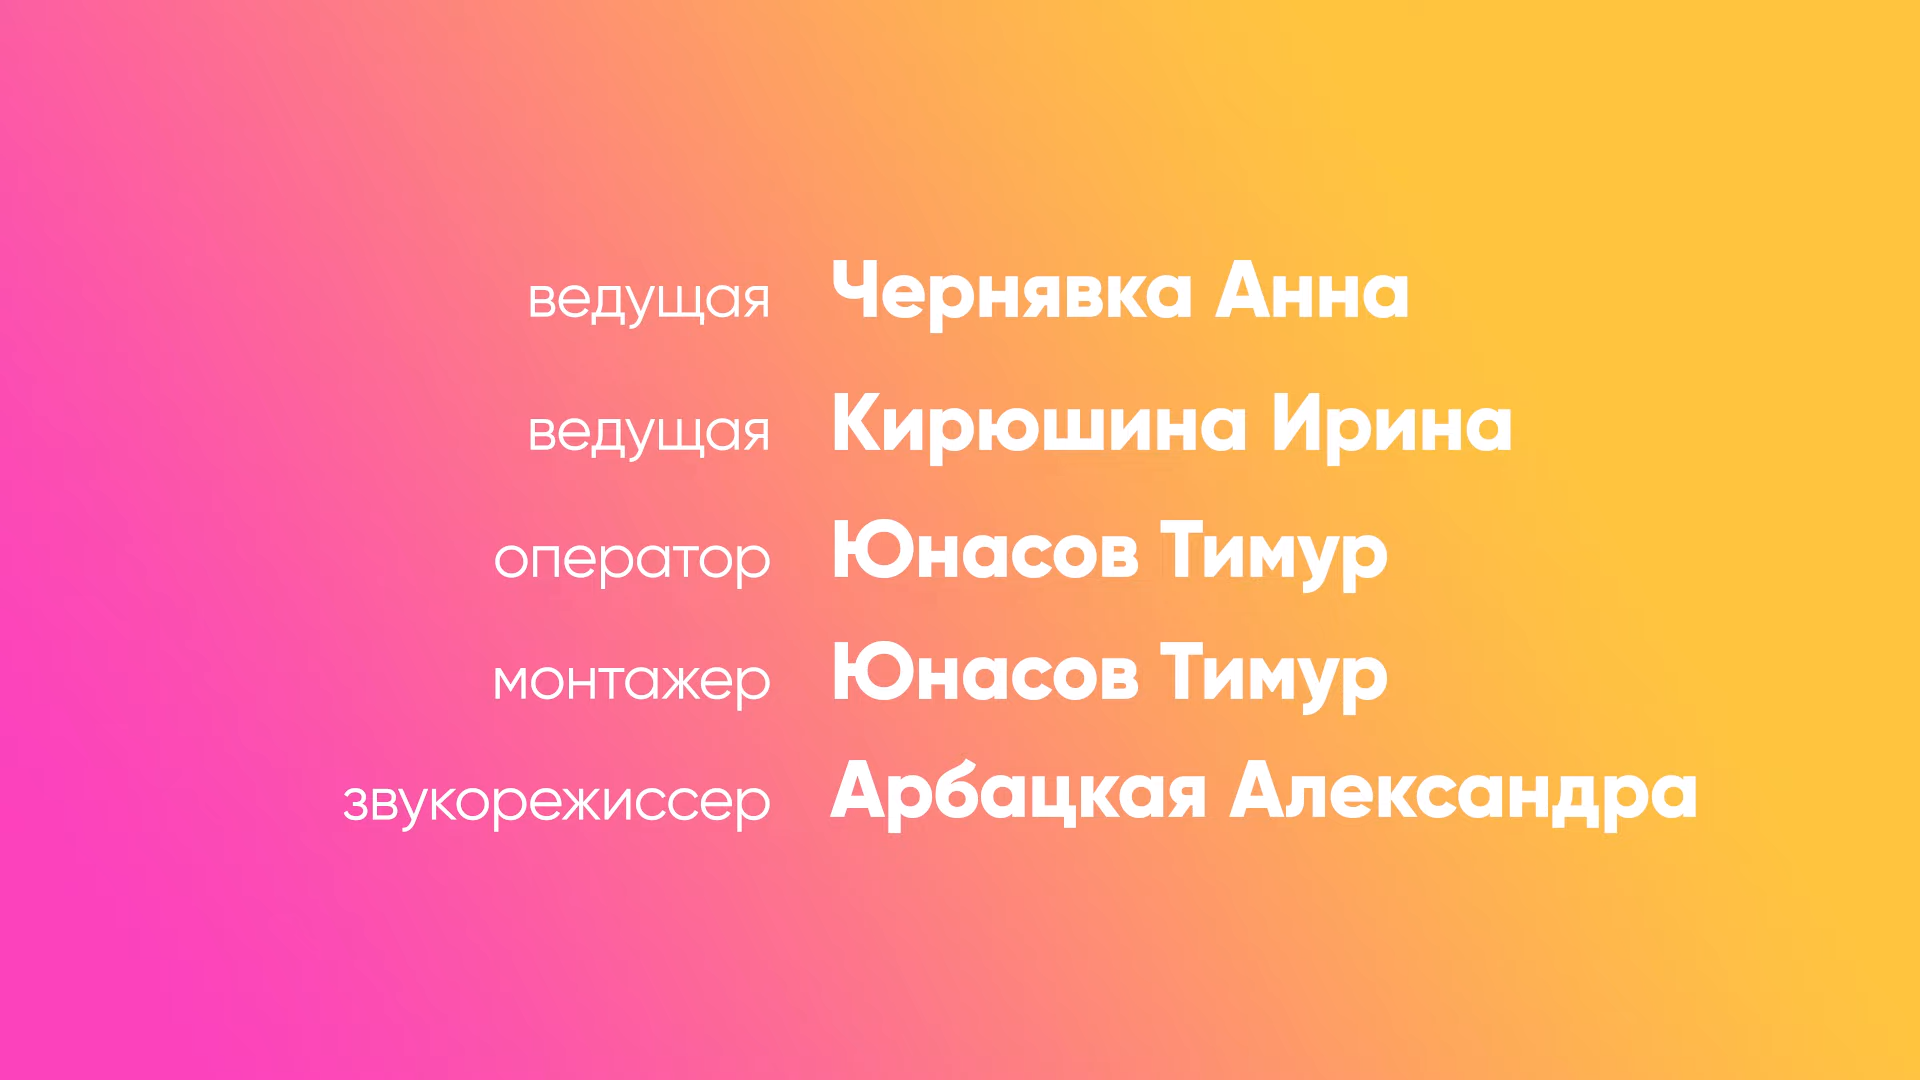 ведущая Чернявка Анна
ведущая Кирюшина Ирина
оператор Юнасов Тимур
монтажер Юнасов Тимур
звукорежиссер Арбацкая Александра